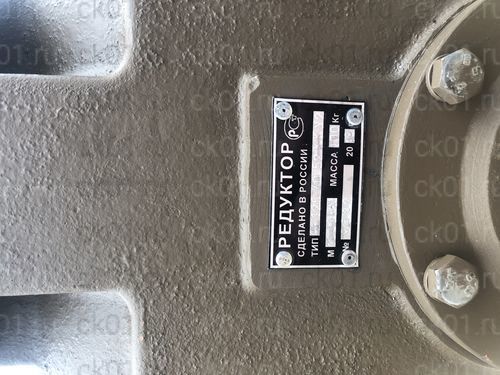 РЕДУКТОР
СДЕЛАНО В РОССИИ
ТИП
М МАССА Кг
№ 20
ck01.ru